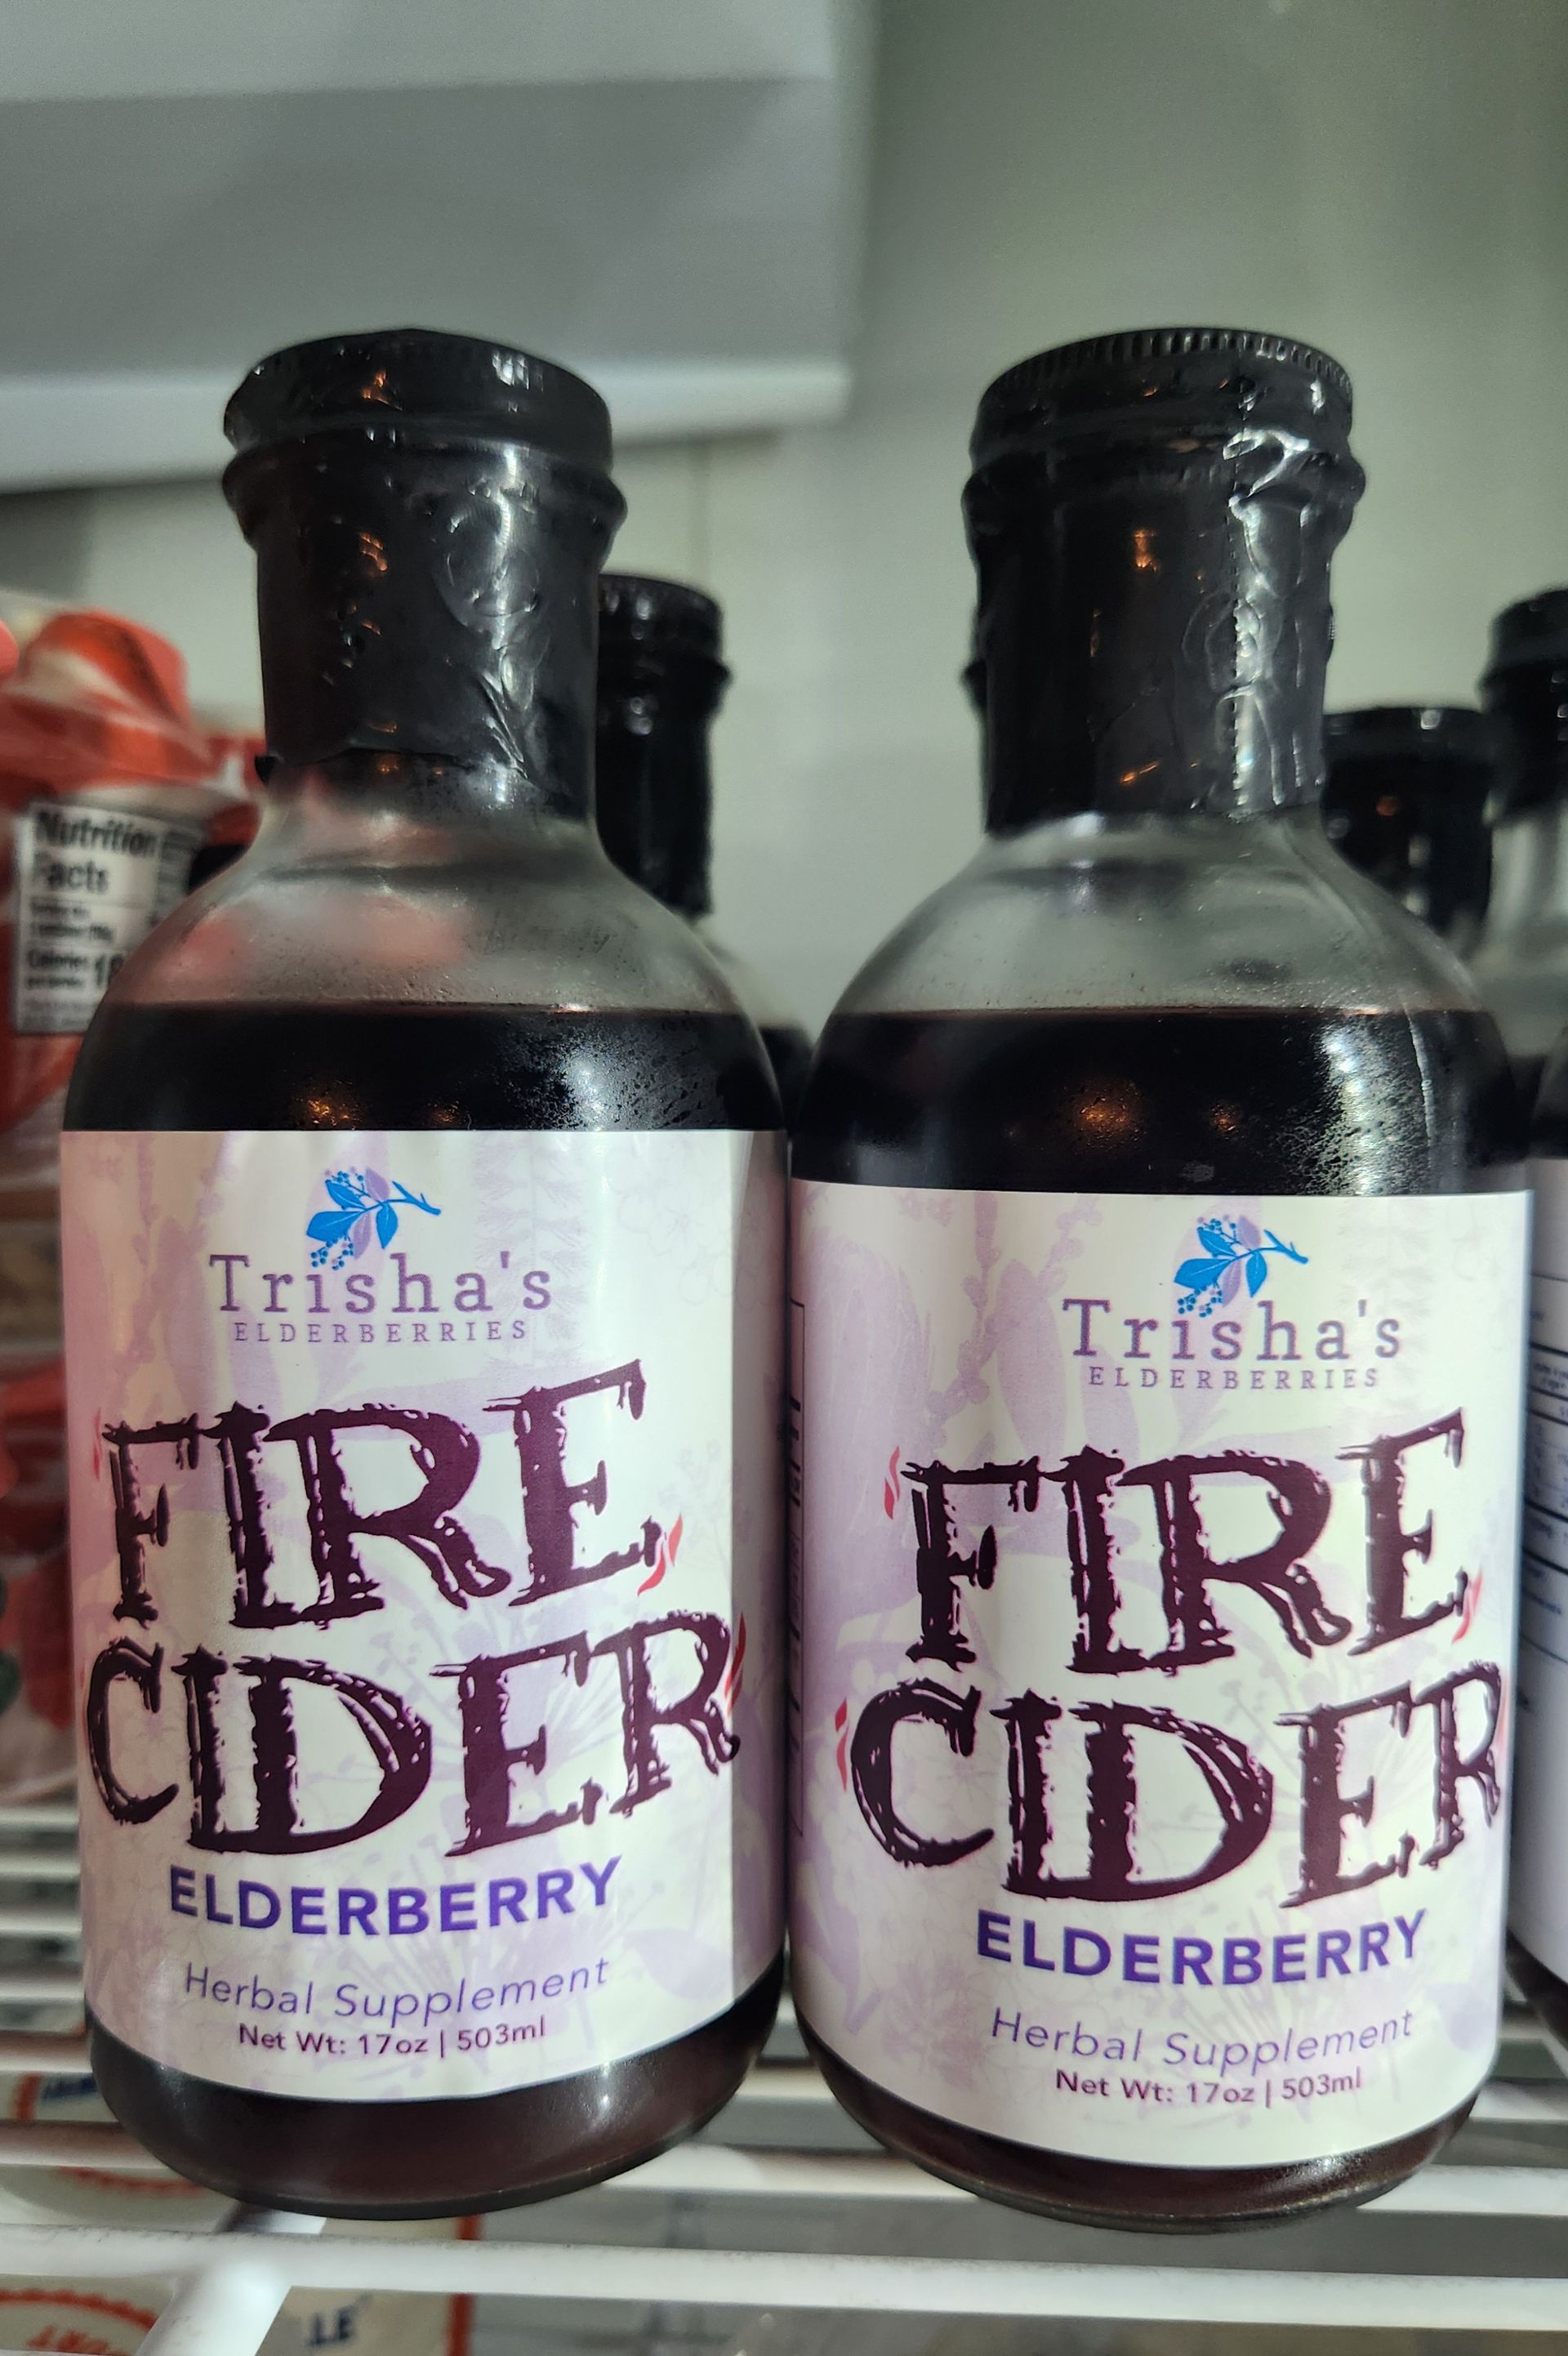 Nutrition
Facts
Trisha's
ELDERBERRIES
FIRE
CIDER
ELDERBERRY
Herbal Supplement
Net Wt: 17oz | 503ml
Trisha's
ELDERBERRIES
FIRE
CIDER
ELDERBERRY
Herbal Supplement
Net Wt: 17oz | 503ml